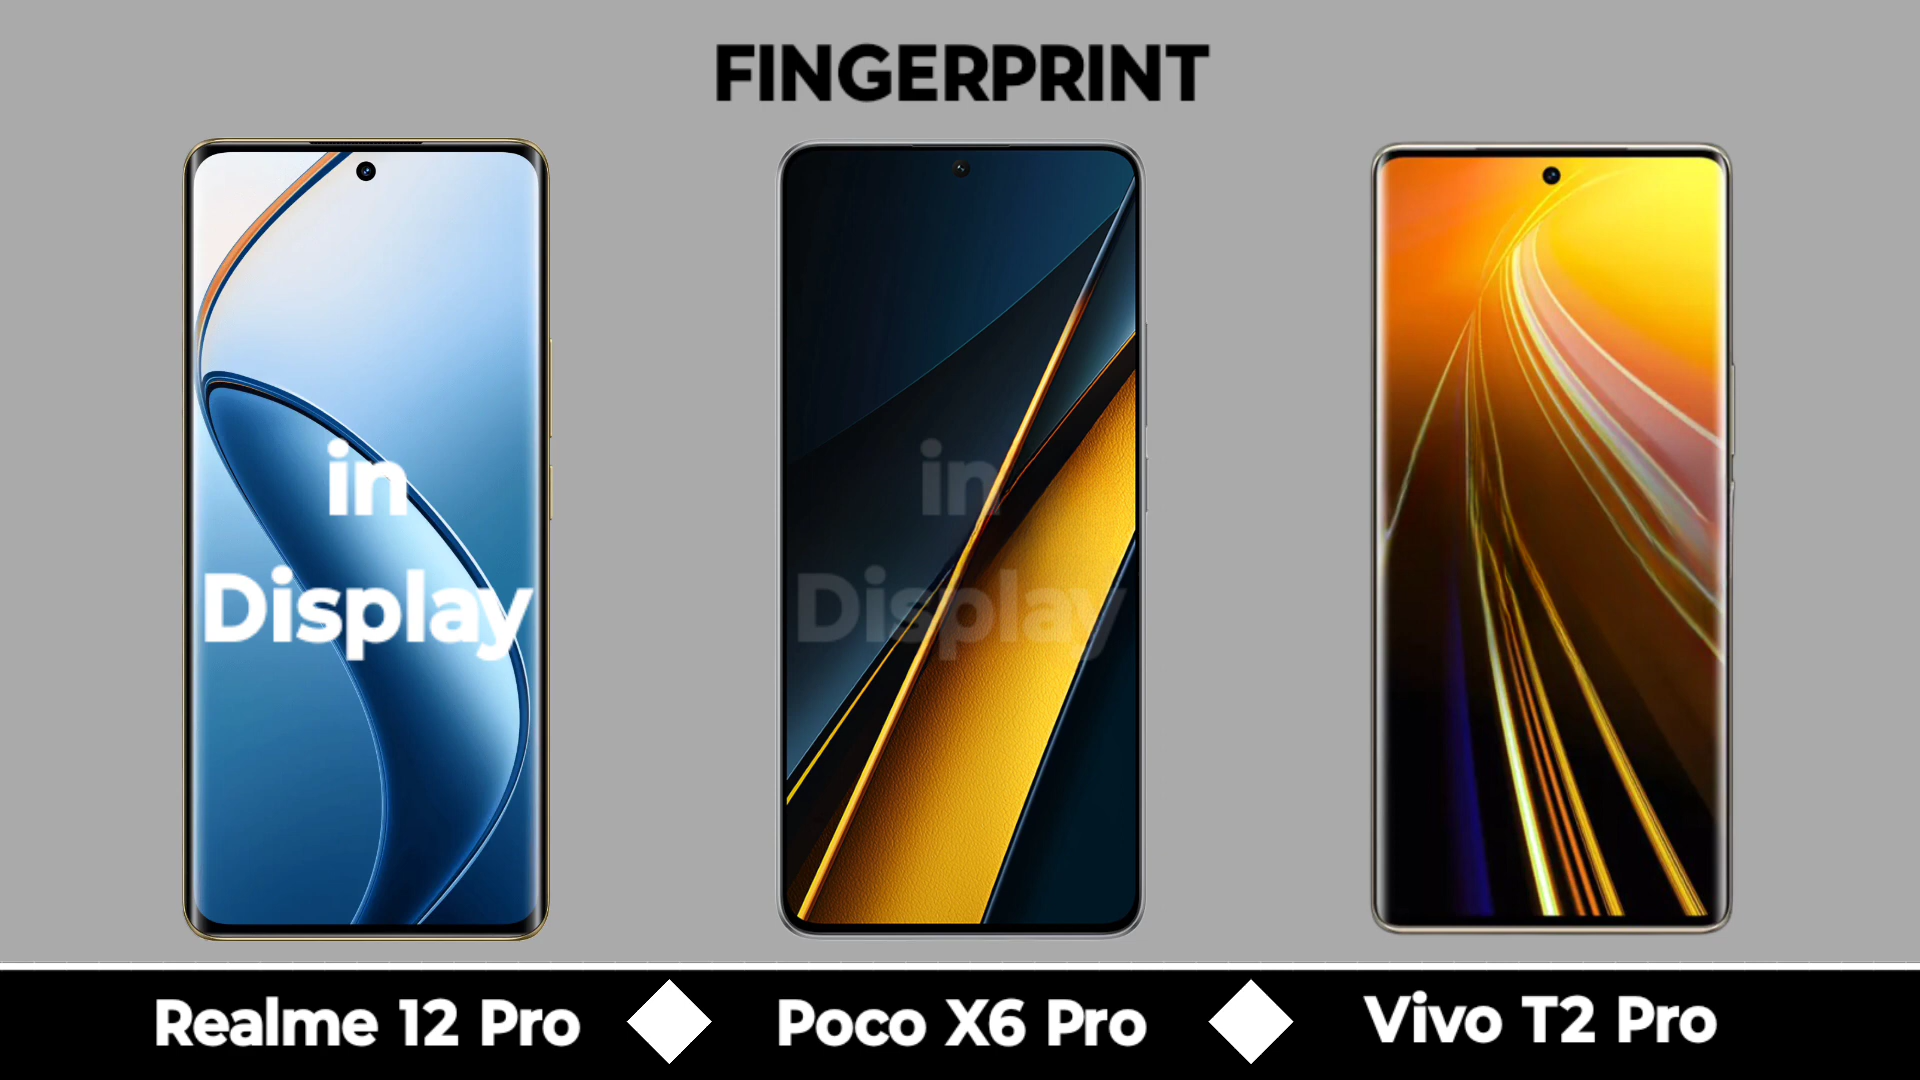 FINGERPRINT
in
Display
in
Display
Realme 12 Pro
Poco X6 Pro
Vivo T2 Pro